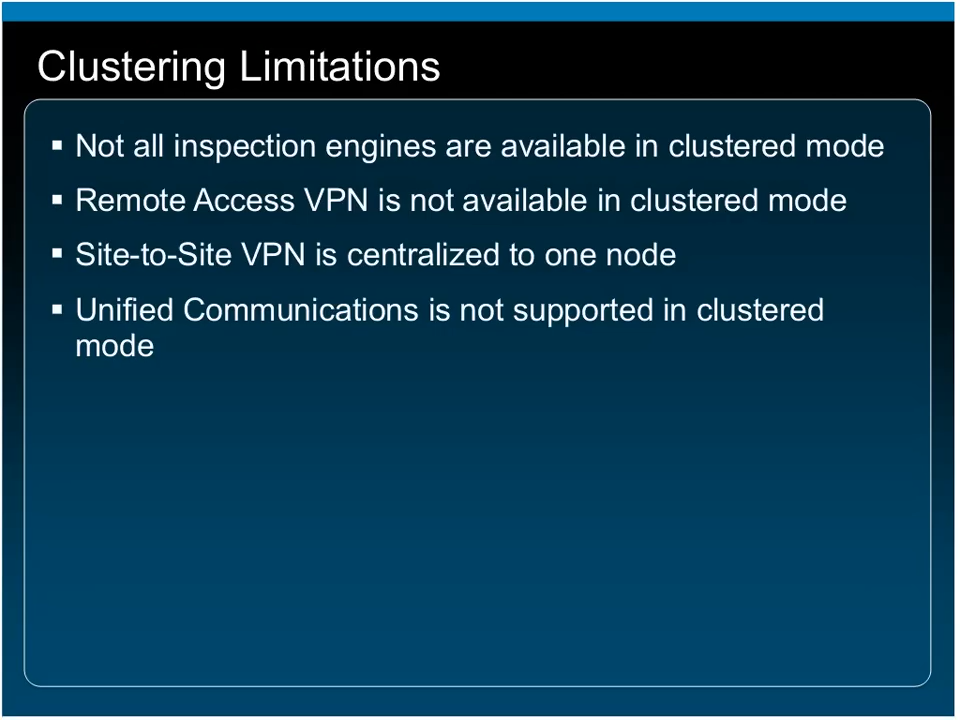 Clustering Limitations
▪ Not all inspection engines are available in clustered mode
▪ Remote Access VPN is not available in clustered mode
▪ Site-to-Site VPN is centralized to one node
▪ Unified Communications is not supported in clustered
mode